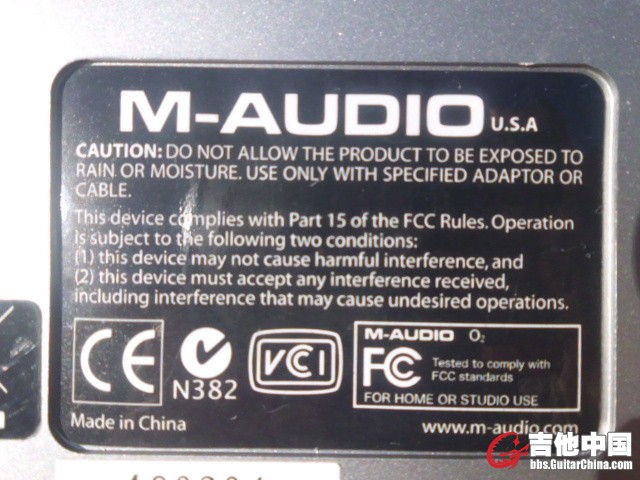 M-AUDIO U.S.A
CAUTION: DO NOT ALLOW THE PRODUCT TO BE EXPOSED TO
RAIN OR MOISTURE. USE ONLY WITH SPECIFIED ADAPTOR OR
CABLE.
This device complies with Part 15 of the FCC Rules. Operation
is subject to the following two conditions:
(1) this device may not cause harmful interference, and
(2) this device must accept any interference received,
including interference that may cause undesired operations.
CE
N382
VCI
M-AUDIO O₂
FC Tested to comply with
FCC standards
FOR HOME OR STUDIO USE
Made in China
www.m-audio.com
吉他中国
bbs.GuitarChina.com